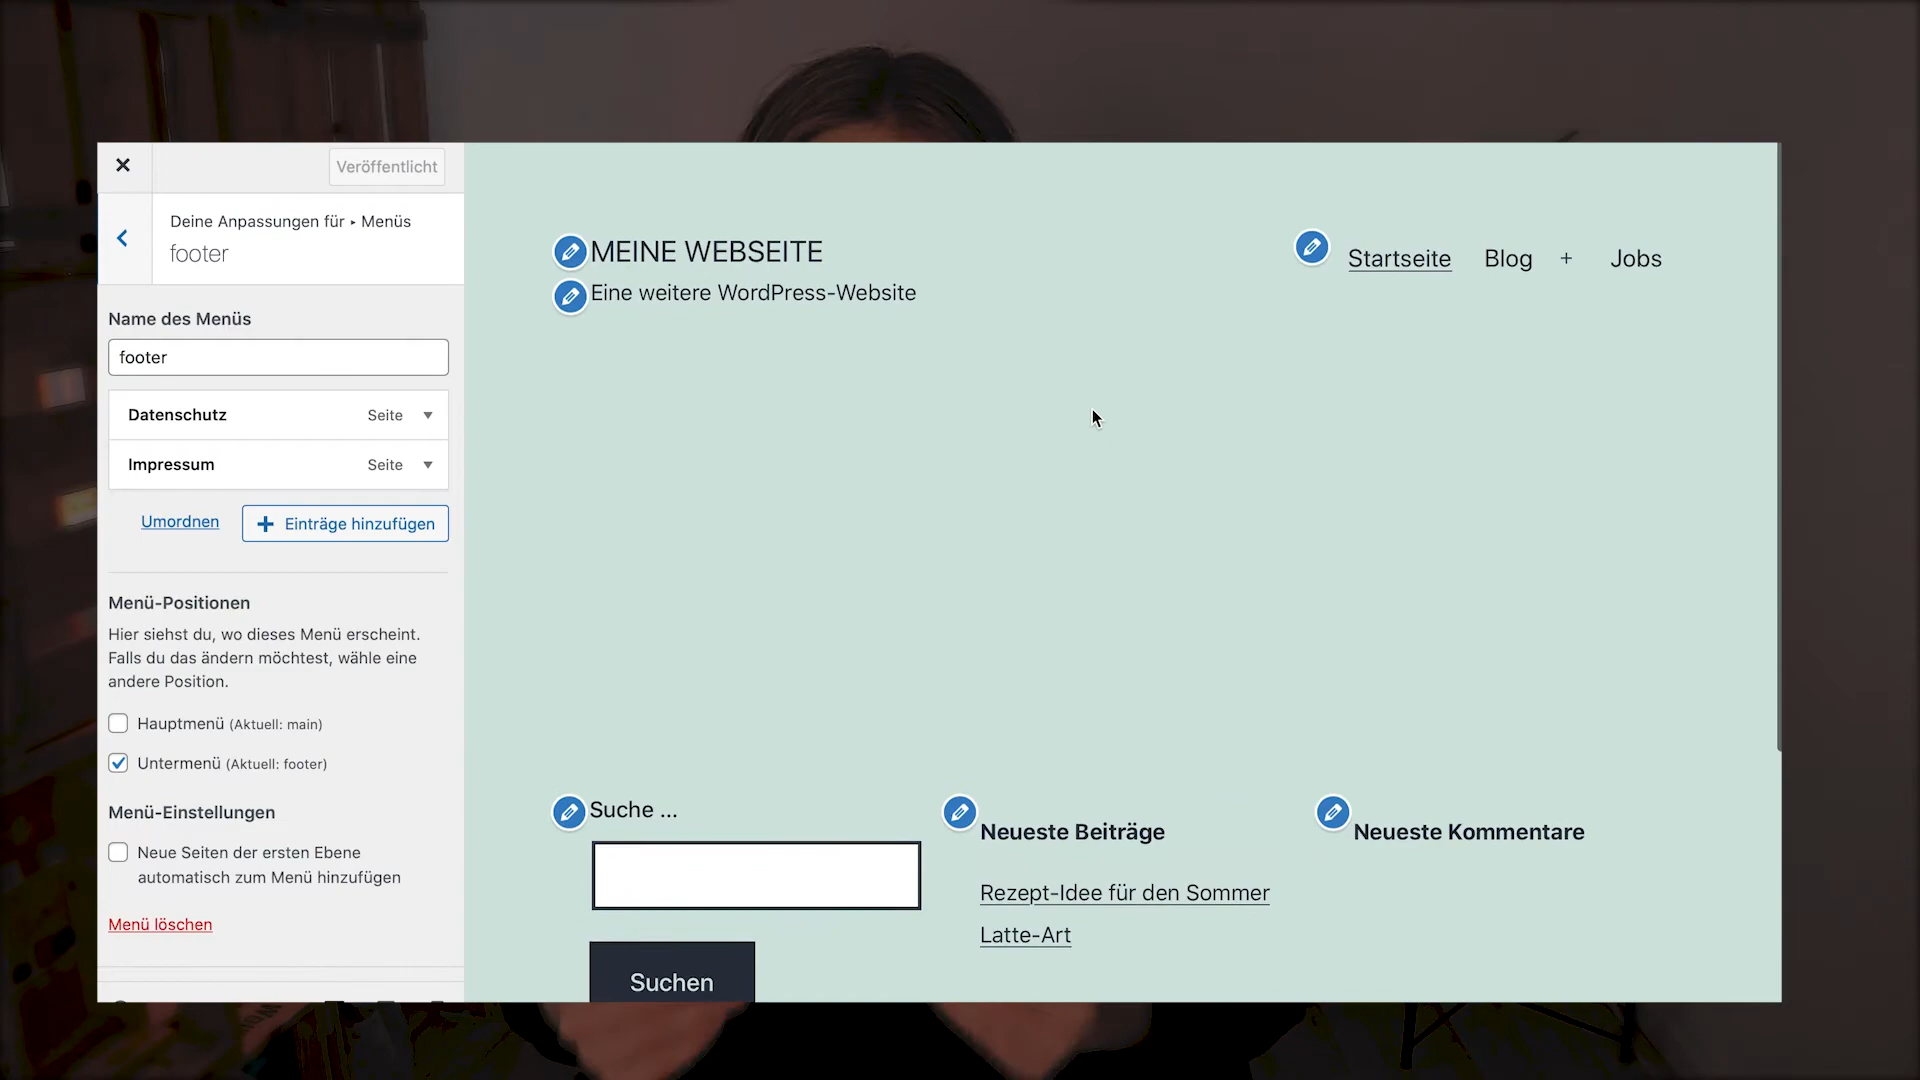 Veröffentlicht
Deine Anpassungen für ▸ Menüs
footer
Name des Menüs
footer
Datenschutz Seite
Impressum Seite
Umordnen
Einträge hinzufügen
Menü-Positionen
Hier siehst du, wo dieses Menü erscheint.
Falls du das ändern möchtest, wähle eine
andere Position.
Hauptmenü (Aktuell: main)
Untermenü (Aktuell: footer)
Menü-Einstellungen
Neue Seiten der ersten Ebene
automatisch zum Menü hinzufügen
Menü löschen
MEINE WEBSEITE
Eine weitere WordPress-Website
Startseite Blog + Jobs
Suche ...
Suchen
Neueste Beiträge
Rezept-Idee für den Sommer
Latte-Art
Neueste Kommentare